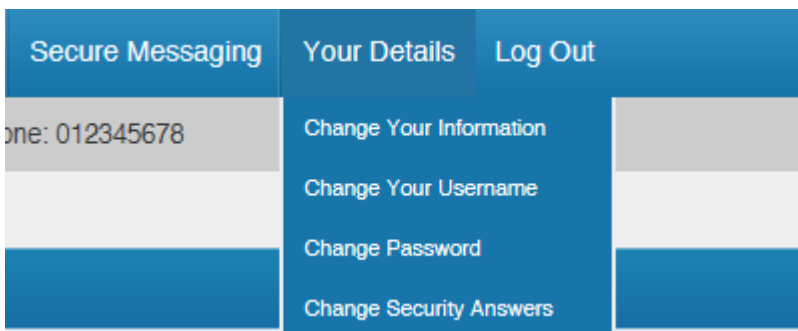 Secure Messaging Your Details Log Out
one: 012345678
Change Your Information
Change Your Username
Change Password
Change Security Answers